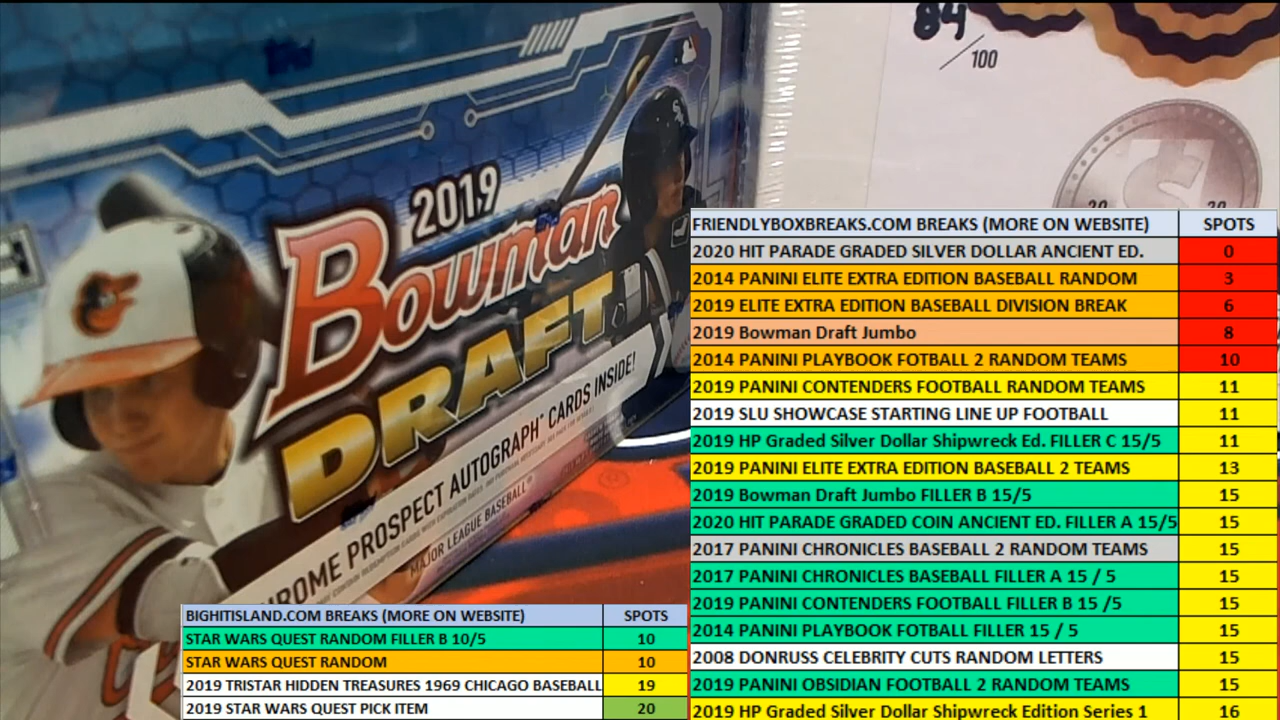 2019
Bowman
DRAFT
CHROME PROSPECT AUTOGRAPH™ CARDS INSIDE!
MAJOR LEAGUE BASEBALL®
84
/100
FRIENDLYBOXBREAKS.COM BREAKS (MORE ON WEBSITE) SPOTS
2020 HIT PARADE GRADED SILVER DOLLAR ANCIENT ED. 0
2014 PANINI ELITE EXTRA EDITION BASEBALL RANDOM 3
2019 ELITE EXTRA EDITION BASEBALL DIVISION BREAK 6
2019 Bowman Draft Jumbo 8
2014 PANINI PLAYBOOK FOTBALL 2 RANDOM TEAMS 10
2019 PANINI CONTENDERS FOOTBALL RANDOM TEAMS 11
2019 SLU SHOWCASE STARTING LINE UP FOOTBALL 11
2019 HP Graded Silver Dollar Shipwreck Ed. FILLER C 15/5 11
2019 PANINI ELITE EXTRA EDITION BASEBALL 2 TEAMS 13
2019 Bowman Draft Jumbo FILLER B 15/5 15
2020 HIT PARADE GRADED COIN ANCIENT ED. FILLER A 15/5 15
2017 PANINI CHRONICLES BASEBALL 2 RANDOM TEAMS 15
2017 PANINI CHRONICLES BASEBALL FILLER A 15 / 5 15
2019 PANINI CONTENDERS FOOTBALL FILLER B 15 /5 15
2014 PANINI PLAYBOOK FOTBALL FILLER 15 / 5 15
2008 DONRUSS CELEBRITY CUTS RANDOM LETTERS 15
2019 PANINI OBSIDIAN FOOTBALL 2 RANDOM TEAMS 15
2019 HP Graded Silver Dollar Shipwreck Edition Series 1 16
BIGHITISLAND.COM BREAKS (MORE ON WEBSITE) SPOTS
STAR WARS QUEST RANDOM FILLER B 10/5 10
STAR WARS QUEST RANDOM 10
2019 TRISTAR HIDDEN TREASURES 1969 CHICAGO BASEBALL 19
2019 STAR WARS QUEST PICK ITEM 20